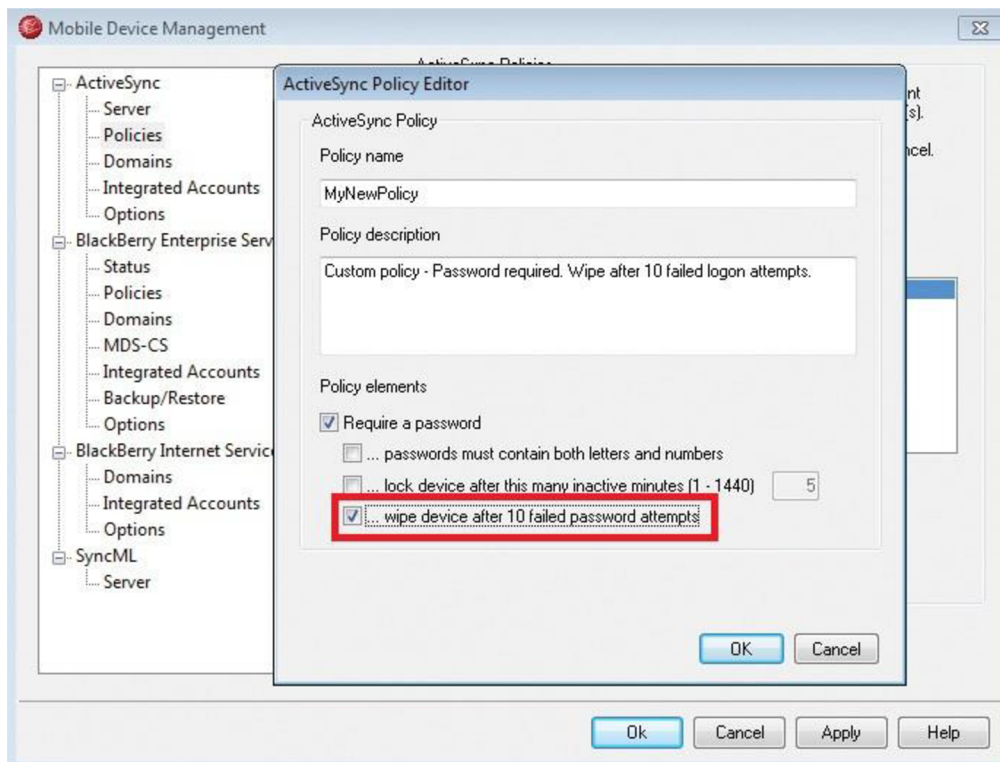 Mobile Device Management
ActiveSync
Server
Policies
Domains
Integrated Accounts
Options
BlackBerry Enterprise Serv
Status
Policies
Domains
MDS-CS
Integrated Accounts
Backup/Restore
Options
BlackBerry Internet Servic
Domains
Integrated Accounts
Options
SyncML
Server
ActiveSync Policies
nt
(s).
ncel.
ActiveSync Policy Editor
ActiveSync Policy
Policy name
MyNewPolicy
Policy description
Custom policy - Password required. Wipe after 10 failed logon attempts.
Policy elements
Require a password
... passwords must contain both letters and numbers
... lock device after this many inactive minutes (1 - 1440) 5
... wipe device after 10 failed password attempts
OK Cancel
Ok Cancel Apply Help